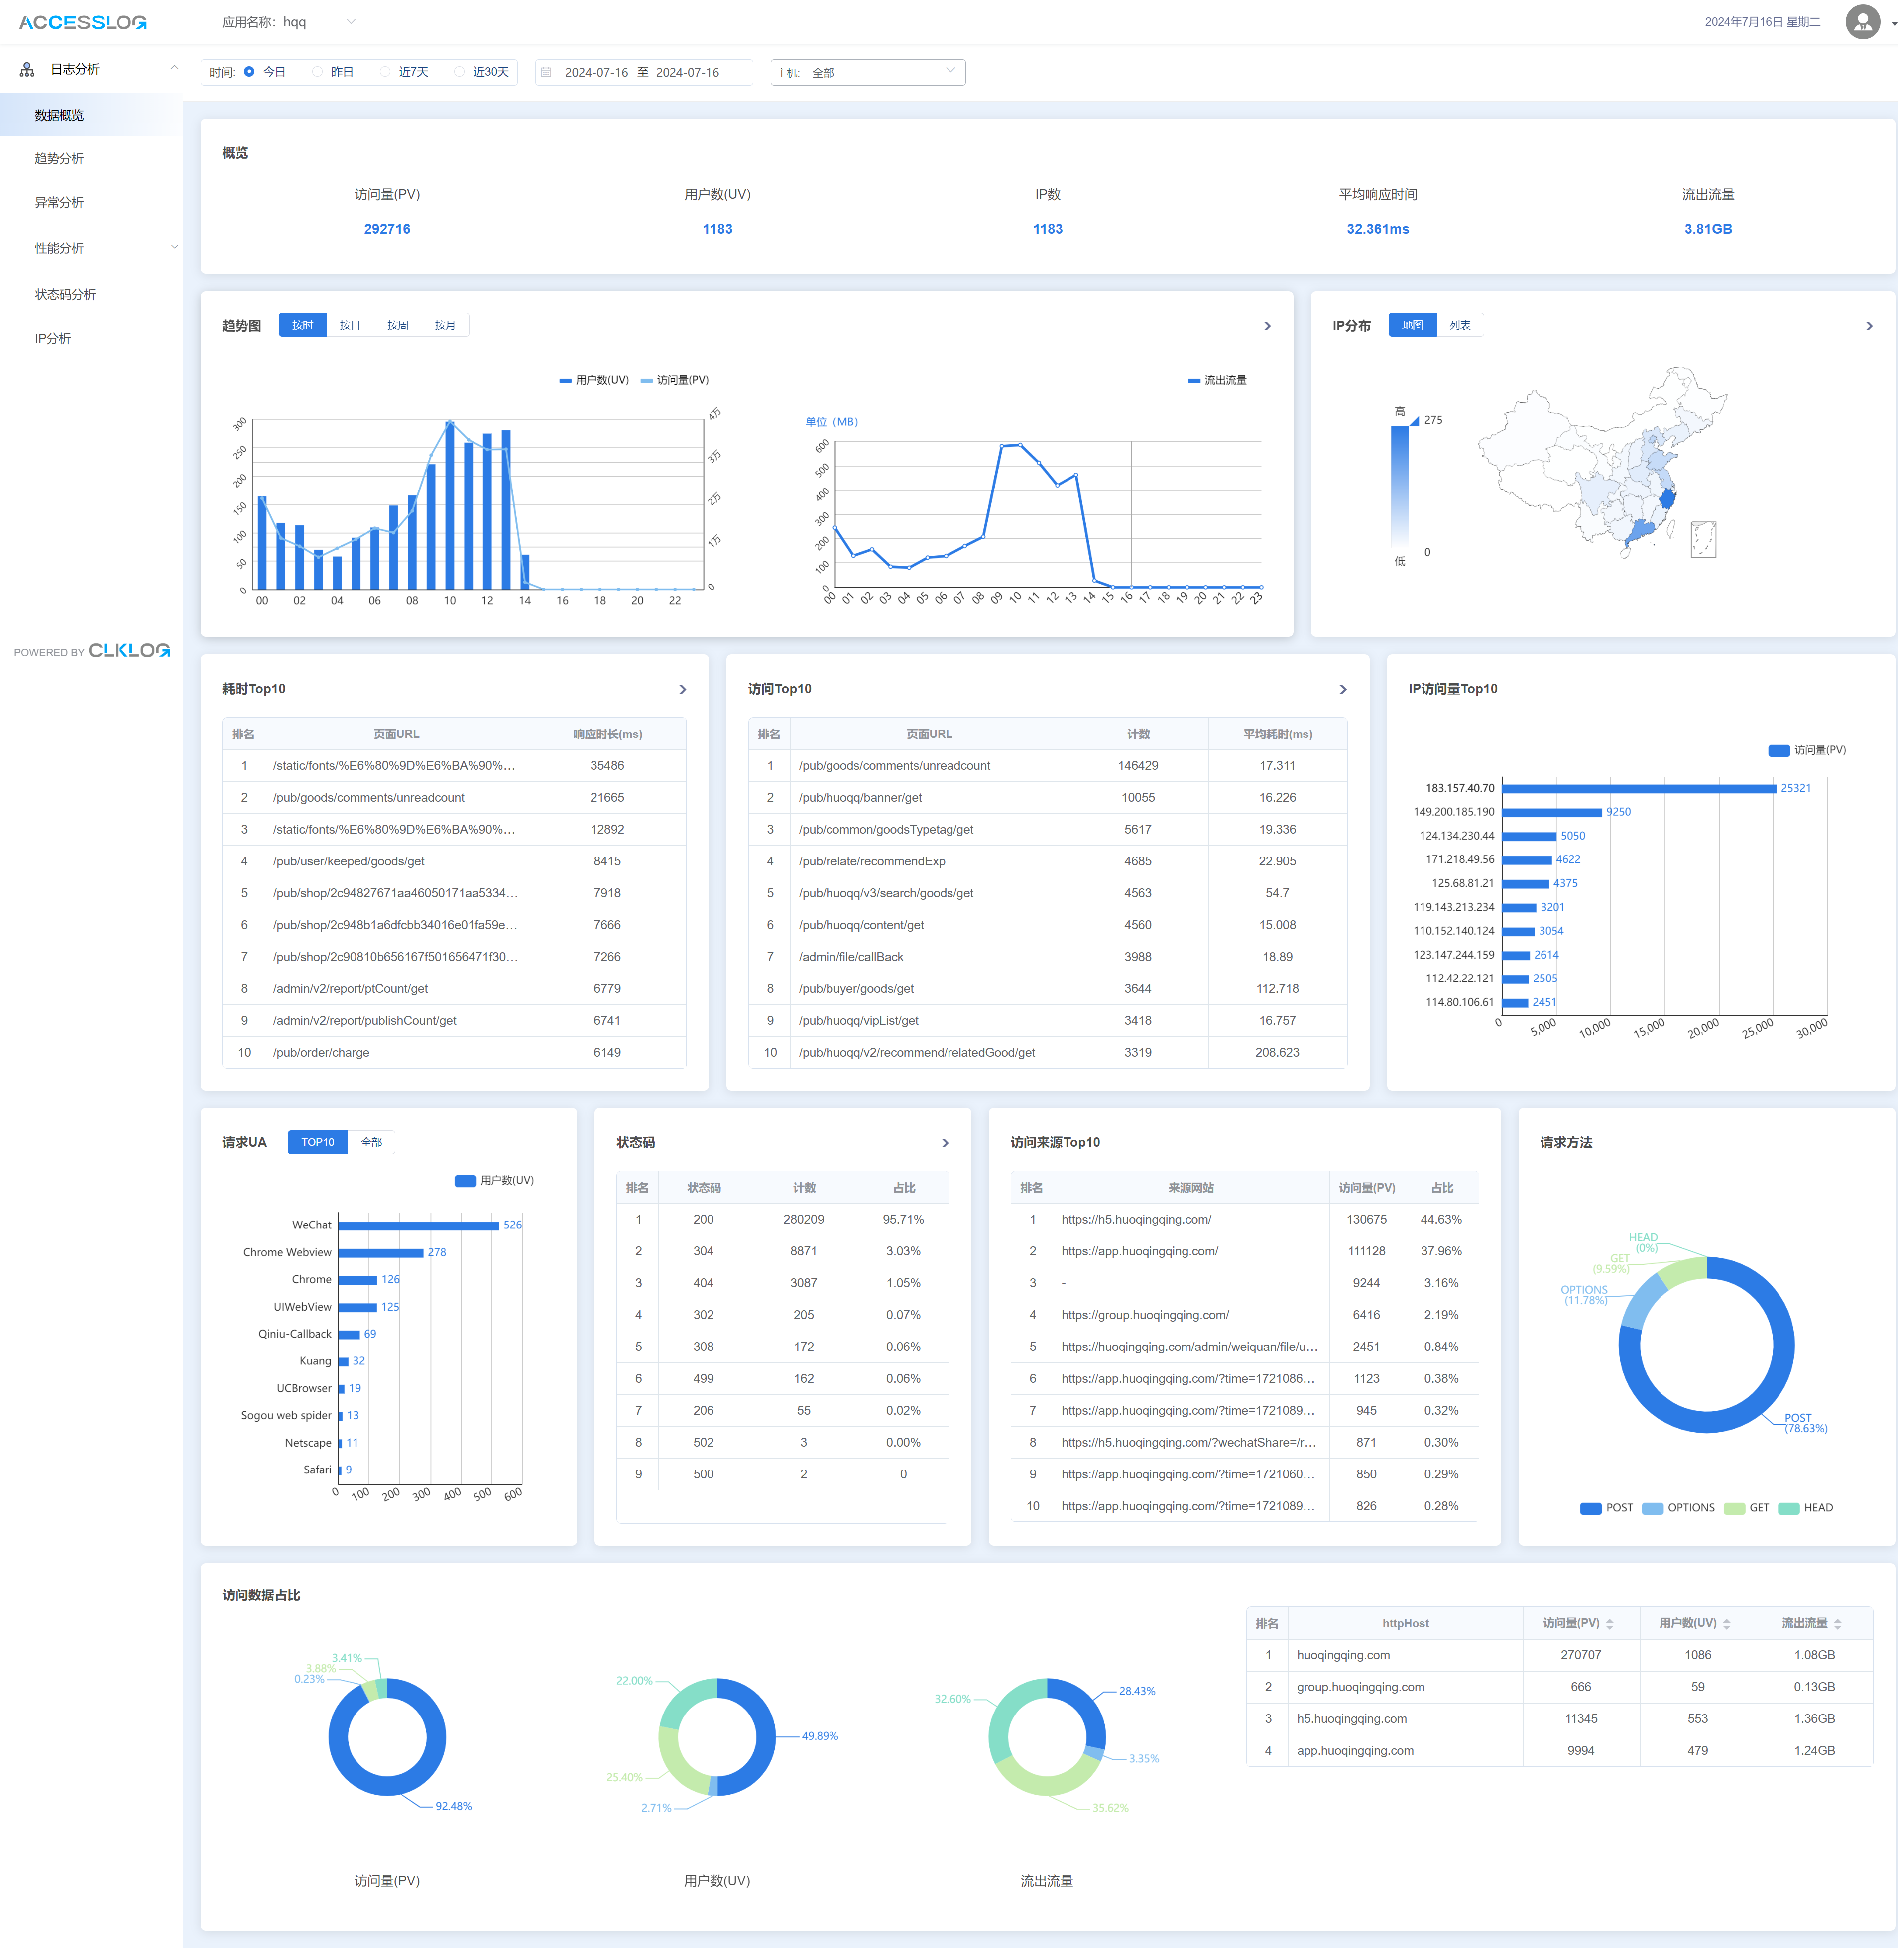 ACCESSLOG
应用名称: hqq
2024年7月16日 星期二
日志分析
数据概览
趋势分析
异常分析
性能分析
状态码分析
IP分析
POWERED BY CLKLOG
时间: 今日 昨日 近7天 近30天
2024-07-16 至 2024-07-16
主机: 全部
概览
访问量(PV) 用户数(UV) IP数 平均响应时间 流出流量
292716 1183 1183 32.361ms 3.81GB
趋势图 按时 按日 按周 按月
用户数(UV) 访问量(PV)
300 250 200 150 100 50 0
4万 3万 2万 1万 0
00 02 04 06 08 10 12 14 16 18 20 22
流出流量
单位（MB）
600 500 400 300 200 100 0
00 01 02 03 04 05 06 07 08 09 10 11 12 13 14 15 16 17 18 19 20 21 22 23
IP分布 地图 列表
高
275
0
低
耗时Top10
排名 页面URL 响应时长(ms)
1 /static/fonts/%E6%80%9D%E6%BA%90%... 35486
2 /pub/goods/comments/unreadcount 21665
3 /static/fonts/%E6%80%9D%E6%BA%90%... 12892
4 /pub/user/keeped/goods/get 8415
5 /pub/shop/2c94827671aa46050171aa5334... 7918
6 /pub/shop/2c948b1a6dfcbb34016e01fa59e... 7666
7 /pub/shop/2c90810b656167f501656471f30... 7266
8 /admin/v2/report/ptCount/get 6779
9 /admin/v2/report/publishCount/get 6741
10 /pub/order/charge 6149
访问Top10
排名 页面URL 计数 平均耗时(ms)
1 /pub/goods/comments/unreadcount 146429 17.311
2 /pub/huoqq/banner/get 10055 16.226
3 /pub/common/goodsTypetag/get 5617 19.336
4 /pub/relate/recommendExp 4685 22.905
5 /pub/huoqq/v3/search/goods/get 4563 54.7
6 /pub/huoqq/content/get 4560 15.008
7 /admin/file/callBack 3988 18.89
8 /pub/buyer/goods/get 3644 112.718
9 /pub/huoqq/vipList/get 3418 16.757
10 /pub/huoqq/v2/recommend/relatedGood/get 3319 208.623
IP访问量Top10
访问量(PV)
183.157.40.70 25321
149.200.185.190 9250
124.134.230.44 5050
171.218.49.56 4622
125.68.81.21 4375
119.143.213.234 3201
110.152.140.124 3054
123.147.244.159 2614
112.42.22.121 2505
114.80.106.61 2451
0 5,000 10,000 15,000 20,000 25,000 30,000
请求UA TOP10 全部
用户数(UV)
WeChat 526
Chrome Webview 278
Chrome 126
UIWebView 125
Qiniu-Callback 69
Kuang 32
UCBrowser 19
Sogou web spider 13
Netscape 11
Safari 9
0 100 200 300 400 500 600
状态码
排名 状态码 计数 占比
1 200 280209 95.71%
2 304 8871 3.03%
3 404 3087 1.05%
4 302 205 0.07%
5 308 172 0.06%
6 499 162 0.06%
7 206 55 0.02%
8 502 3 0.00%
9 500 2 0
访问来源Top10
排名 来源网站 访问量(PV) 占比
1 https://h5.huoqingqing.com/ 130675 44.63%
2 https://app.huoqingqing.com/ 111128 37.96%
3 - 9244 3.16%
4 https://group.huoqingqing.com/ 6416 2.19%
5 https://huoqingqing.com/admin/weiquan/file/u... 2451 0.84%
6 https://app.huoqingqing.com/?time=1721086... 1123 0.38%
7 https://app.huoqingqing.com/?time=1721089... 945 0.32%
8 https://h5.huoqingqing.com/?wechatShare=/r... 871 0.30%
9 https://app.huoqingqing.com/?time=1721060... 850 0.29%
10 https://app.huoqingqing.com/?time=1721089... 826 0.28%
请求方法
HEAD
(0%)
GET
(9.59%)
OPTIONS
(11.78%)
POST
(78.63%)
POST OPTIONS GET HEAD
访问数据占比
3.41%
3.88%
0.23%
92.48%
访问量(PV)
22.00%
49.89%
25.40%
2.71%
用户数(UV)
28.43%
32.60%
3.35%
35.62%
流出流量
排名 httpHost 访问量(PV) 用户数(UV) 流出流量
1 huoqingqing.com 270707 1086 1.08GB
2 group.huoqingqing.com 666 59 0.13GB
3 h5.huoqingqing.com 11345 553 1.36GB
4 app.huoqingqing.com 9994 479 1.24GB